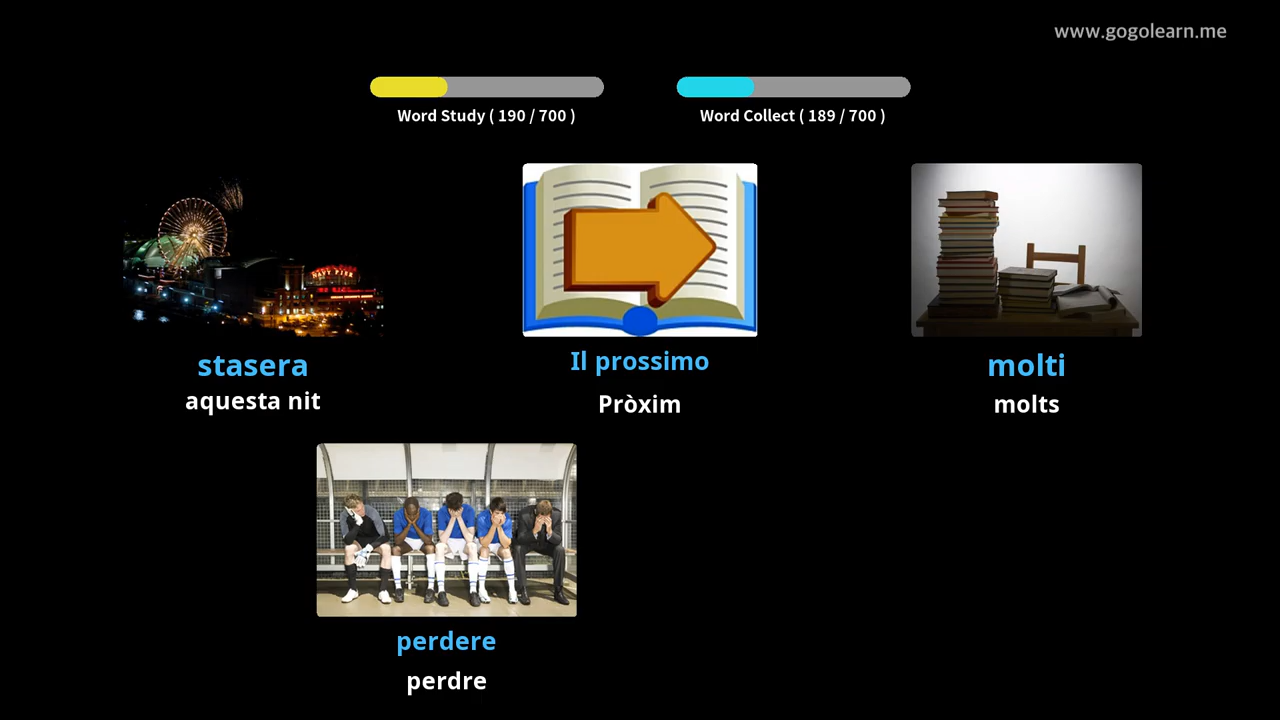 www.gogolearn.me
Word Study ( 190 / 700 )
Word Collect ( 189 / 700 )
stasera
aquesta nit
Il prossimo
Pròxim
molti
molts
perdere
perdre